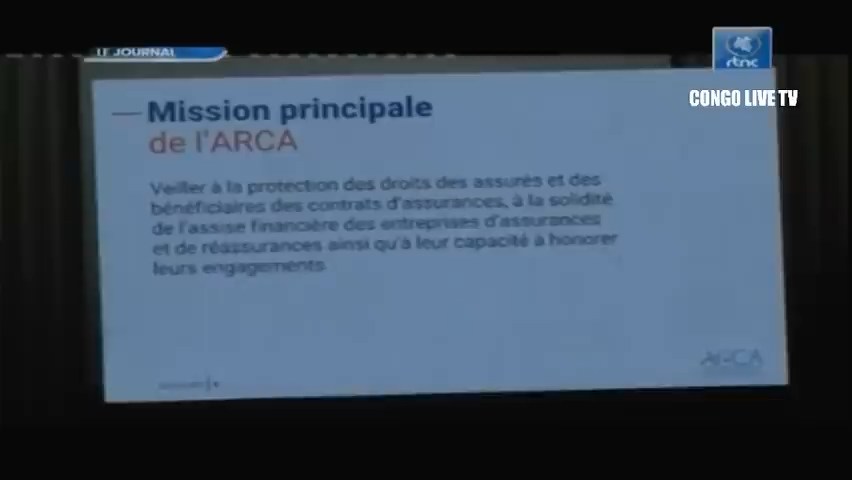 LE JOURNAL
rtnc
CONGO LIVE TV
Mission principale
de l'ARCA
Veiller à la protection des droits des assurés et des
bénéficiaires des contrats d'assurances, à la solidité
de l'assise financière des entreprises d'assurances
et de réassurances ainsi qu'à leur capacité à honorer
leurs engagements
ARCA